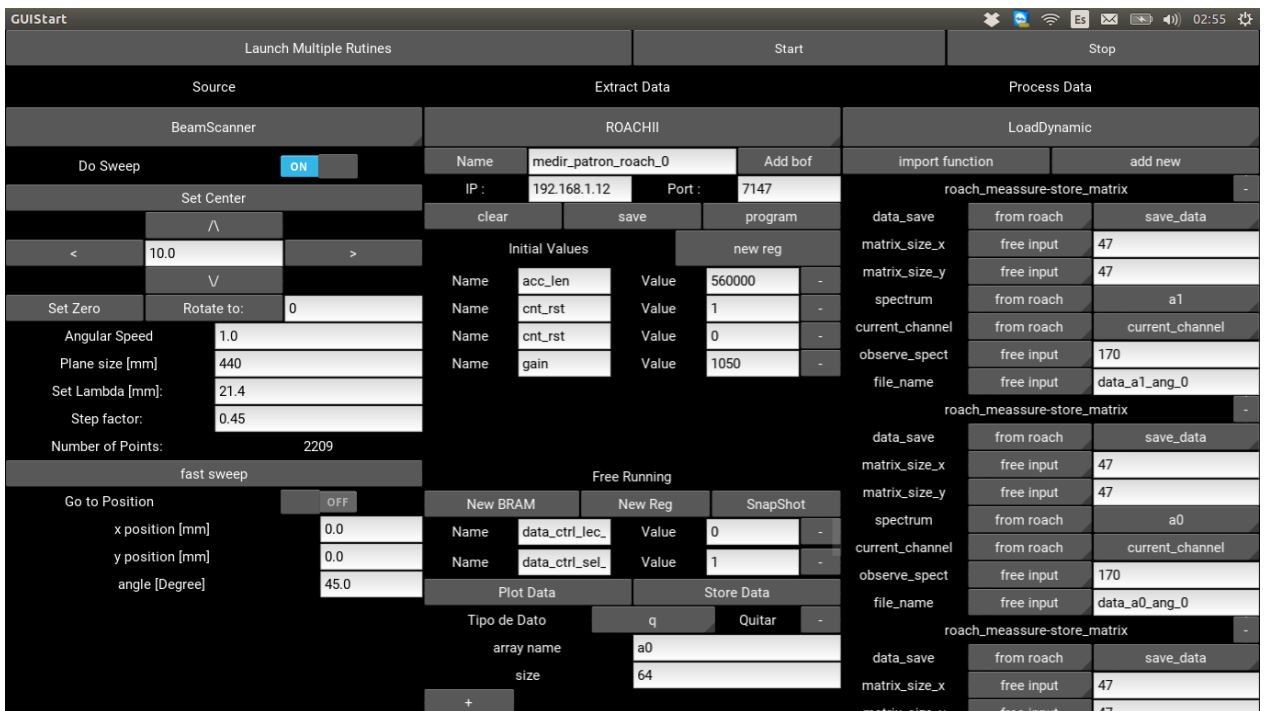 GUIStart
Es 02:55
Launch Multiple Rutines Start Stop
Source Extract Data Process Data
BeamScanner ROACHII LoadDynamic
Do Sweep ON
Set Center
/\
< 10.0 >
\/
Set Zero Rotate to: 0
Angular Speed 1.0
Plane size [mm] 440
Set Lambda [mm]: 21.4
Step factor: 0.45
Number of Points: 2209
fast sweep
Go to Position OFF
x position [mm] 0.0
y position [mm] 0.0
angle [Degree] 45.0
Name medir_patron_roach_0 Add bof
IP : 192.168.1.12 Port : 7147
clear save program
Initial Values new reg
Name acc_len Value 560000 -
Name cnt_rst Value 1 -
Name cnt_rst Value 0 -
Name gain Value 1050 -
Free Running
New BRAM New Reg SnapShot
Name data_ctrl_lec_ Value 0 -
Name data_ctrl_sel_ Value 1 -
Plot Data Store Data
Tipo de Dato q Quitar -
array name a0
size 64
+
import function add new
roach_meassure-store_matrix -
data_save from roach save_data
matrix_size_x free input 47
matrix_size_y free input 47
spectrum from roach a1
current_channel from roach current_channel
observe_spect free input 170
file_name free input data_a1_ang_0
roach_meassure-store_matrix -
data_save from roach save_data
matrix_size_x free input 47
matrix_size_y free input 47
spectrum from roach a0
current_channel from roach current_channel
observe_spect free input 170
file_name free input data_a0_ang_0
roach_meassure-store_matrix -
data_save from roach save_data
matrix_size_x free input 47
free input 47